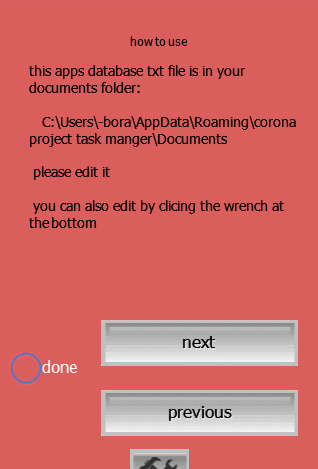 how to use
this apps database txt file is in your
documents folder:
C:\Users\-bora\AppData\Roaming\corona
project task manger\Documents
please edit it
you can also edit by clicing the wrench at
the bottom
next
done
previous